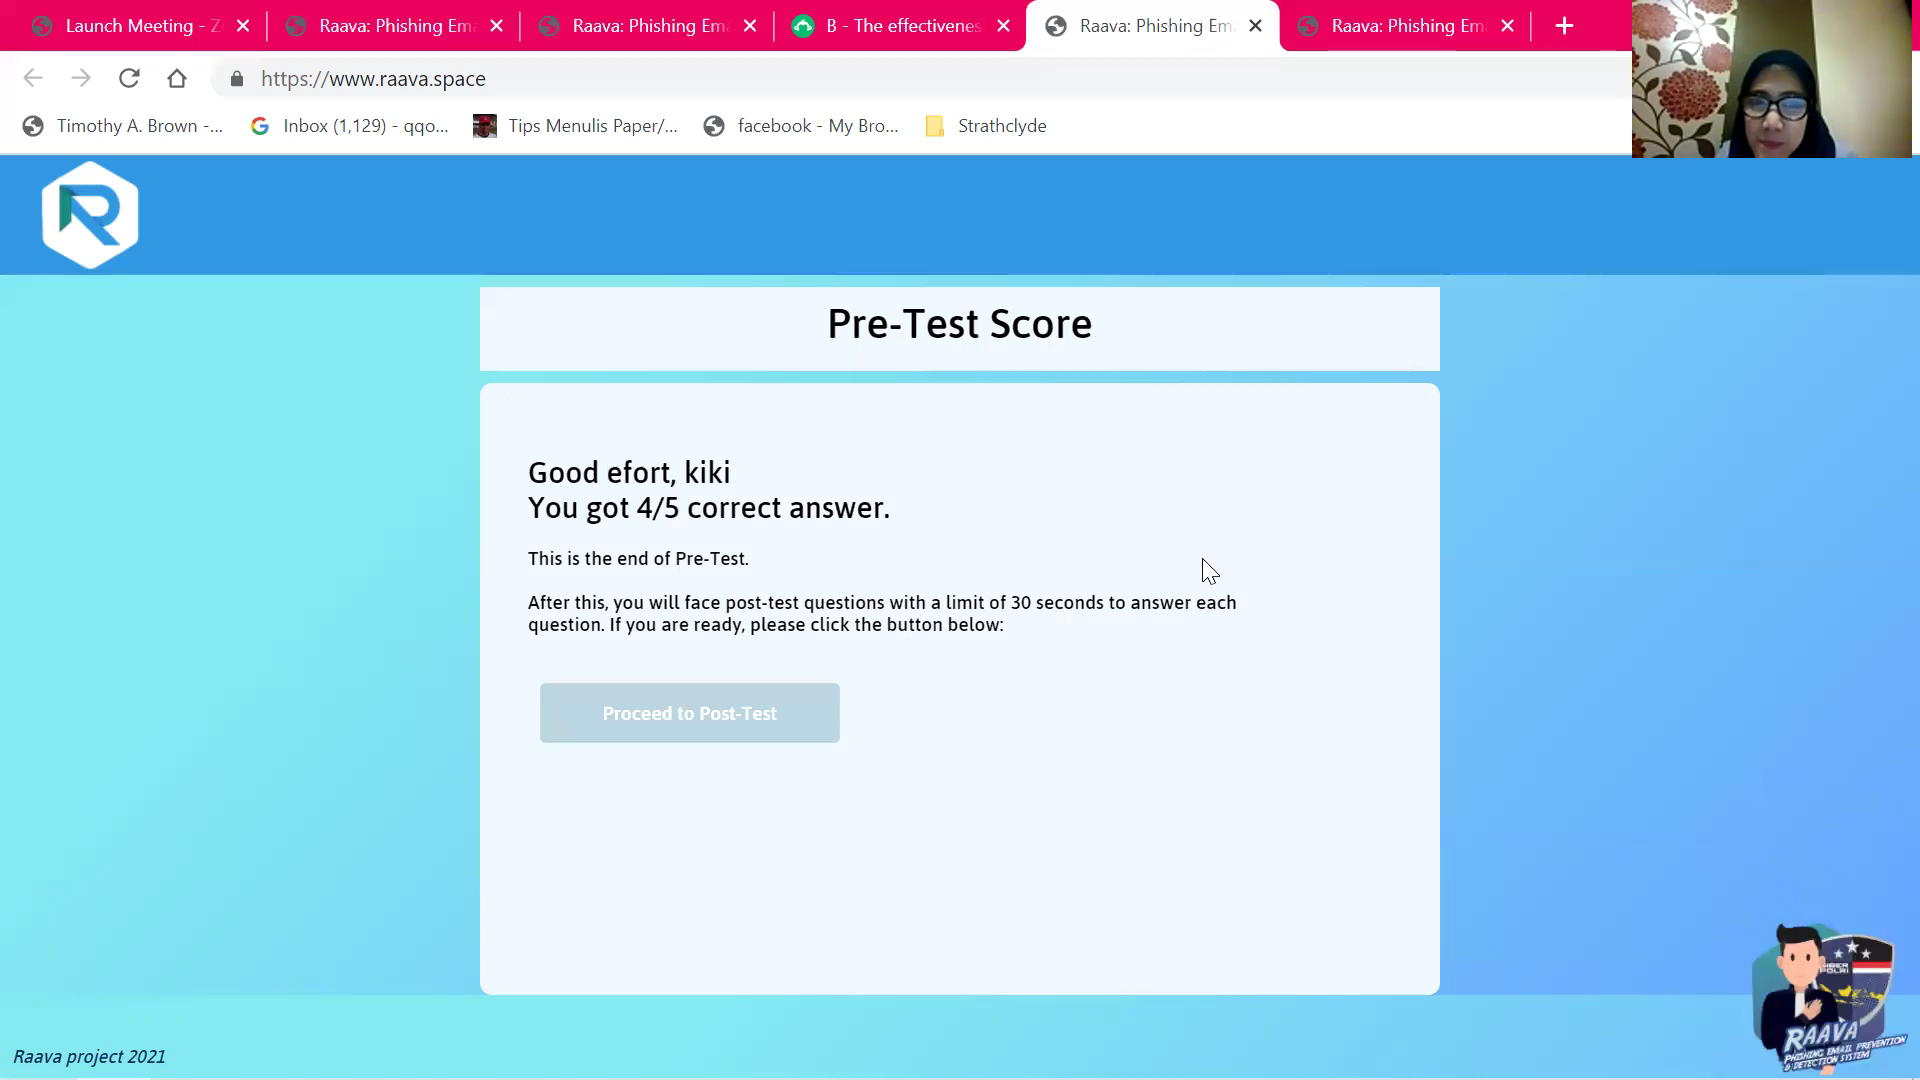 Launch Meeting - Z
Raava: Phishing Em
Raava: Phishing Em
B - The effectivenes
Raava: Phishing Em
Raava: Phishing Em
https://www.raava.space
Timothy A. Brown -...
Inbox (1,129) - qqo...
Tips Menulis Paper/...
facebook - My Bro...
Strathclyde
R
Pre-Test Score
Good efort, kiki
You got 4/5 correct answer.
This is the end of Pre-Test.
After this, you will face post-test questions with a limit of 30 seconds to answer each
question. If you are ready, please click the button below:
Proceed to Post-Test
SIBER
POLRI
RAAVA
PHISHING EMAIL PREVENTION
& DETECTION SYSTEM
Raava project 2021